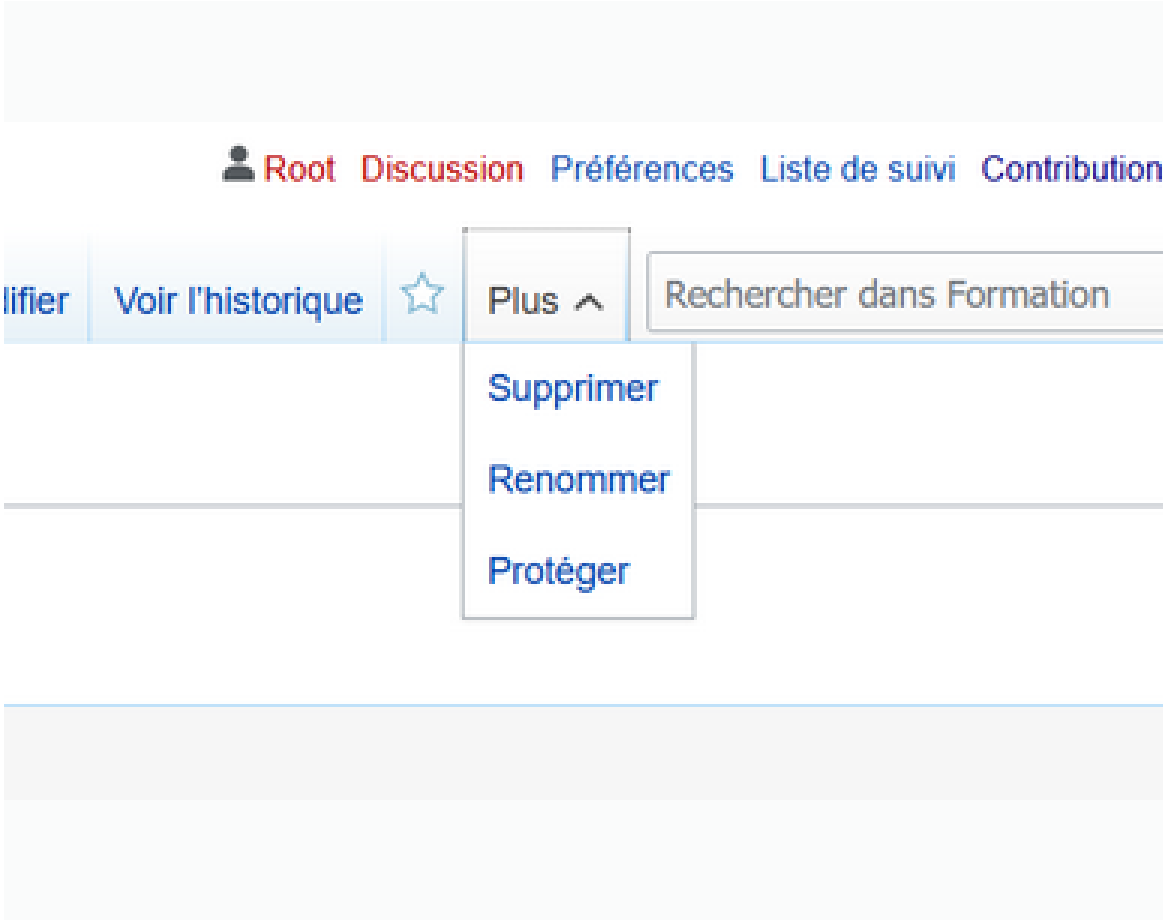 Root Discussion Préférences Liste de suivi Contribution
lifier Voir l'historique Plus Rechercher dans Formation
Supprimer
Renommer
Protéger